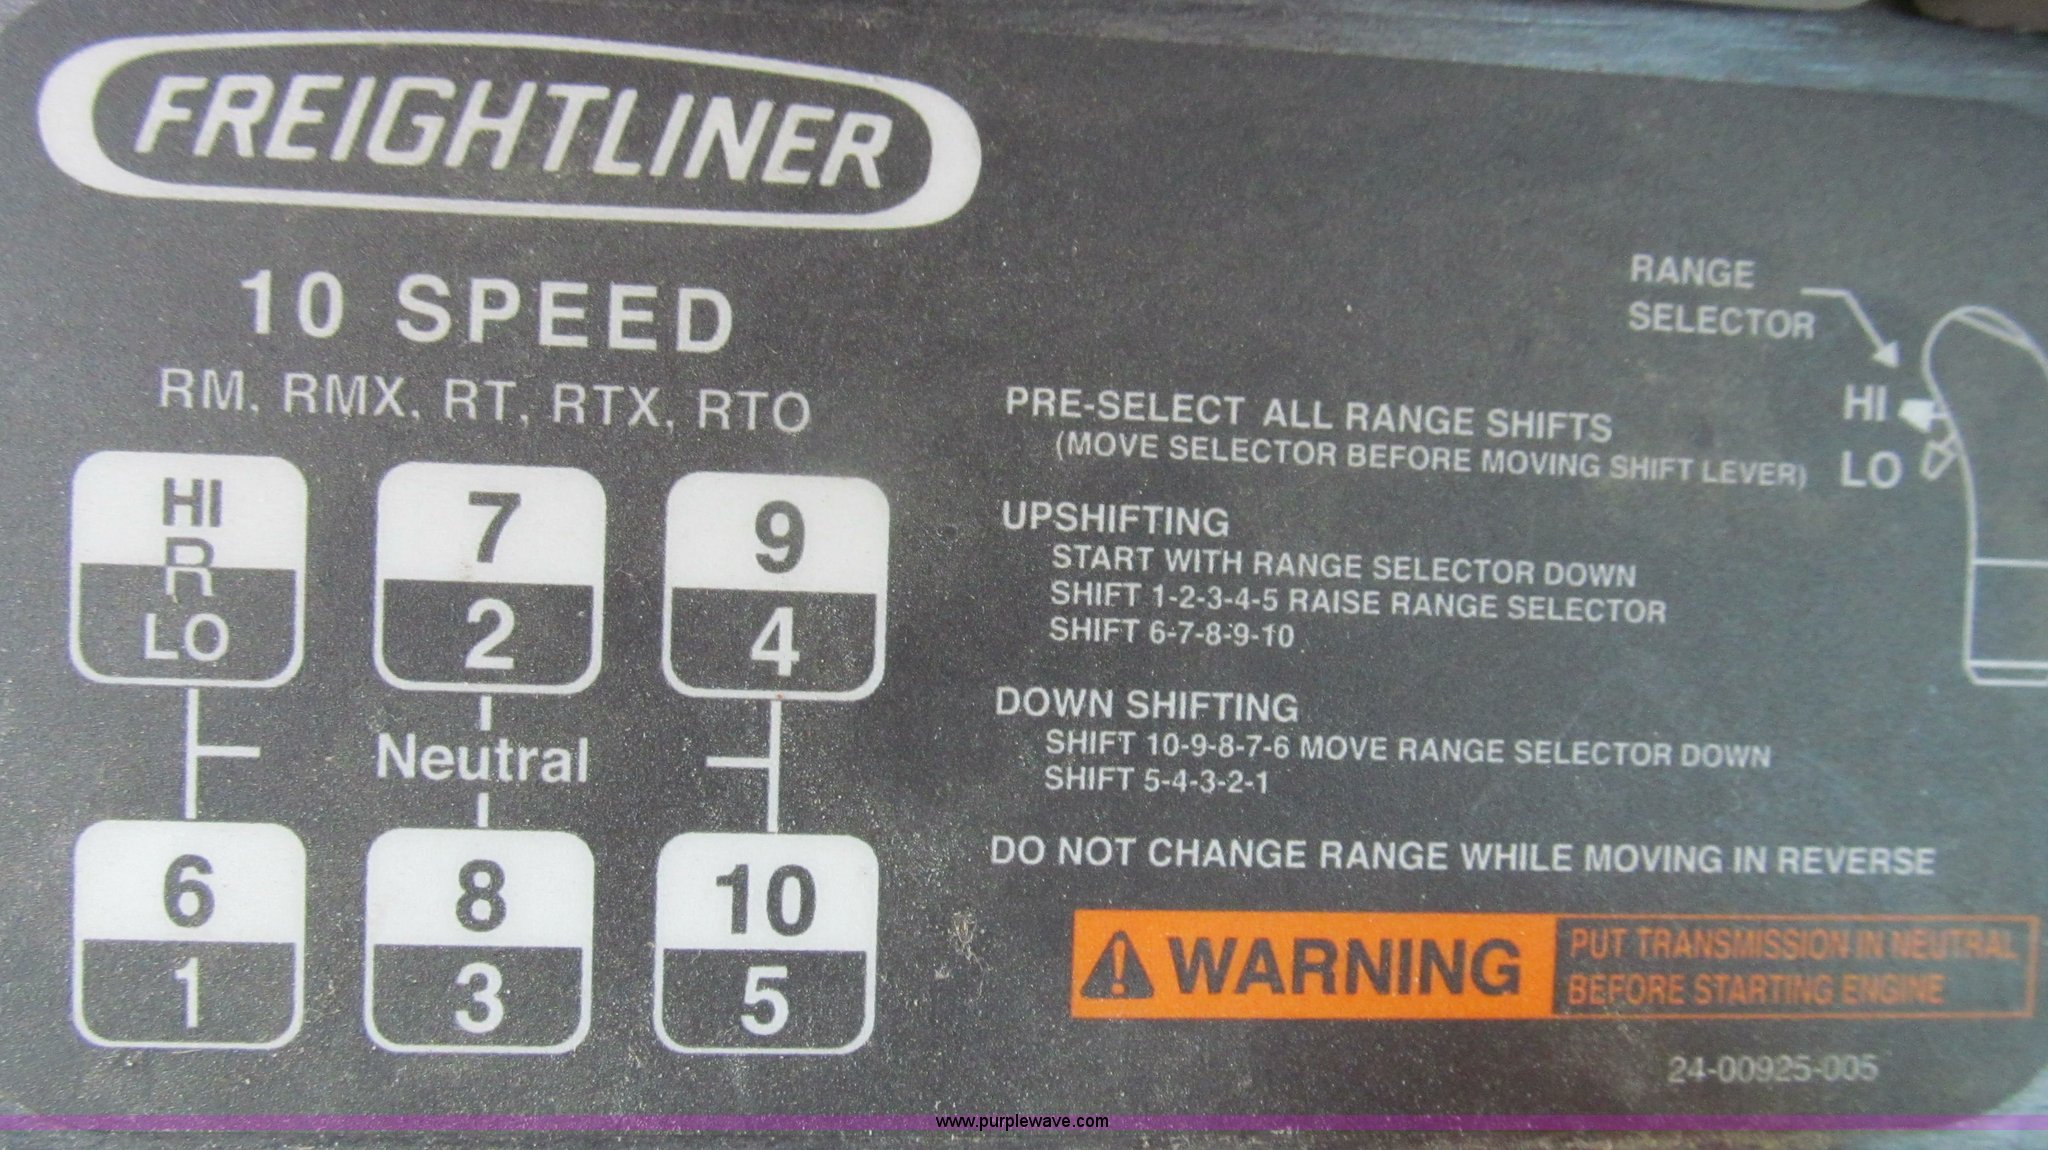 FREIGHTLINER
10 SPEED
RM, RMX, RT, RTX, RTO
HI
R
LO
7
2
9
4
Neutral
6
1
8
3
10
5
RANGE
SELECTOR
HI
LO
PRE-SELECT ALL RANGE SHIFTS
(MOVE SELECTOR BEFORE MOVING SHIFT LEVER)
UPSHIFTING
START WITH RANGE SELECTOR DOWN
SHIFT 1-2-3-4-5 RAISE RANGE SELECTOR
SHIFT 6-7-8-9-10
DOWN SHIFTING
SHIFT 10-9-8-7-6 MOVE RANGE SELECTOR DOWN
SHIFT 5-4-3-2-1
DO NOT CHANGE RANGE WHILE MOVING IN REVERSE
WARNING
PUT TRANSMISSION IN NEUTRAL
BEFORE STARTING ENGINE
24-00925-005
www.purplewave.com